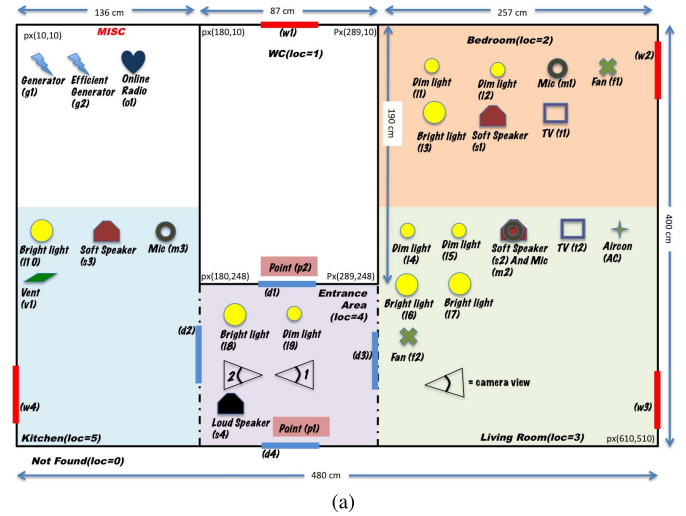 136 cm
87 cm
257 cm
px(10,10)
MISC
px(180,10)
(w1)
Px(289,10)
WC(loc=1)
Bedroom(loc=2)
(w2)
Generator
(g1)
Efficient
Generator
(g2)
Online
Radio
(o1)
Dim light
(l1)
Dim light
(l2)
Mic (m1)
Fan (f1)
Bright light
(l3)
Soft Speaker
(s1)
TV (t1)
190 cm
400 cm
Bright light
(l1 0)
Soft Speaker
(s3)
Mic (m3)
Vent
(v1)
Dim light
(l4)
Dim light
(l5)
Soft Speaker
(s2) And Mic
(m2)
TV (t2)
Aircon
(AC)
Point (p2)
px(180,248)
Px(289,248)
(d1)
Entrance
Area
(loc=4)
Bright light
(l6)
Bright light
(l7)
(d2)
Bright light
(l8)
Dim light
(l9)
(d3))
Fan (f2)
2
1
= camera view
(w4)
Loud Speaker
(s4)
Point (p1)
(w3)
Kitchen(loc=5)
(d4)
Living Room(loc=3)
px(610,510)
Not Found(loc=0)
480 cm
(a)